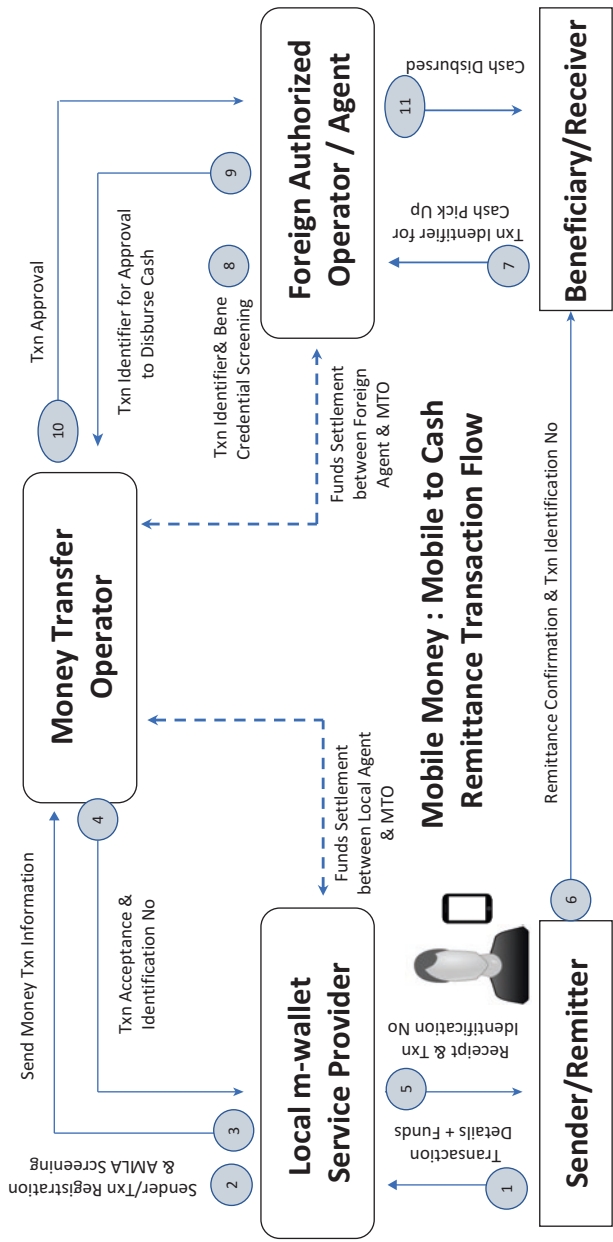 Money Transfer
Operator
Send Money Txn Information
4
Txn Acceptance &
Identification No
10
Txn Approval
Txn Identifier for Approval
to Disburse Cash
Sender/Txn Registration
& AMLA Screening
2
3
8
Txn Identifier& Bene
Credential Screening
9
Local m-wallet
Service Provider
Funds Settlement
between Local Agent
& MTO
Funds Settlement
between Foreign
Agent & MTO
Foreign Authorized
Operator / Agent
Mobile Money : Mobile to Cash
Remittance Transaction Flow
1
Transaction
Details + Funds
5
Receipt & Txn
Identification No
7
Txn Identifier for
Cash Pick Up
11
Cash Disbursed
Sender/Remitter
6
Remittance Confirmation & Txn Identification No
Beneficiary/Receiver